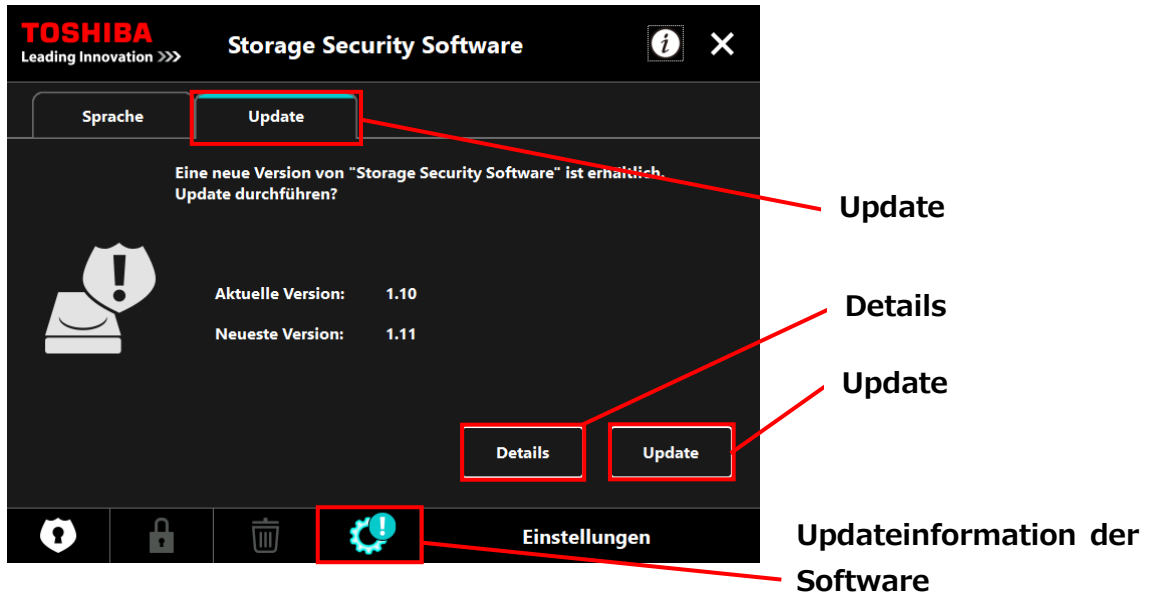 TOSHIBA
Leading Innovation >>>
Storage Security Software
i
Sprache
Update
Eine neue Version von "Storage Security Software" ist erhältlich.
Update durchführen?
Update
Aktuelle Version: 1.10
Details
Neueste Version: 1.11
Update
Details
Update
Einstellungen
Updateinformation der
Software